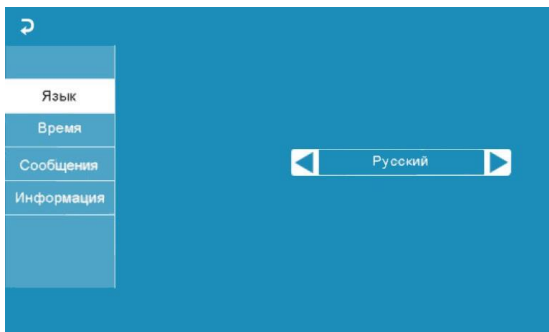 Язык
Время
Сообщения
Информация
Русский